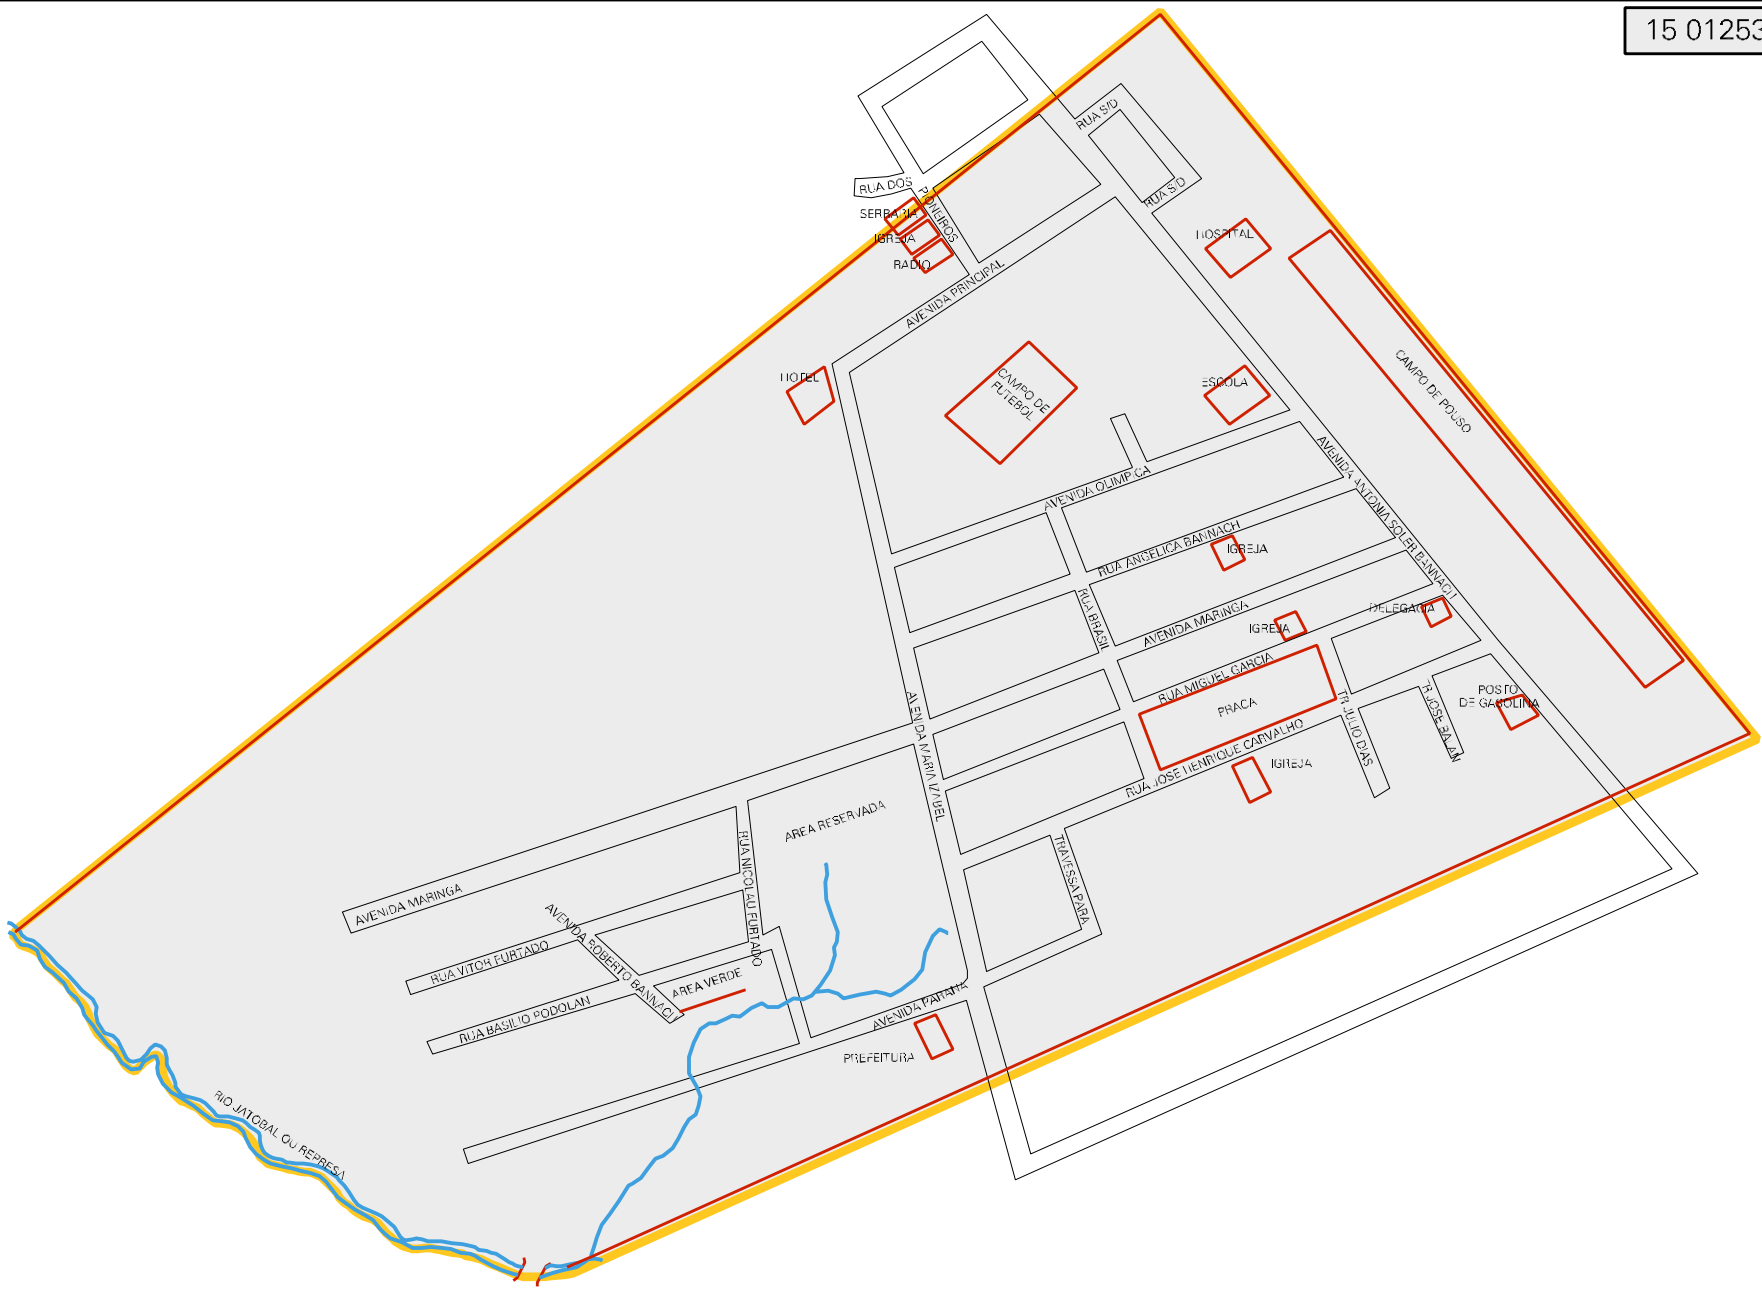 15 01253
RUA S/D
RUA DOS
PIONEIROS
SERRARIA
IGREJA
RADIO
RUA S/D
HOSPITAL
AVENIDA PRINCIPAL
HOTEL
CAMPO DE
FUTEBOL
ESCOLA
CAMPO DE POUSO
AVENIDA OLIMPICA
AVENIDA ANTONIA SOLER BANNACH
RUA ANGELICA BANNACH
IGREJA
RUA BRASIL
AVENIDA MARINGA
DELEGACIA
IGREJA
RUA MIGUEL GARCIA
PRACA
TR JULIO DIAS
TR JOSE BALAN
POSTO
DE GASOLINA
RUA JOSE HENRIQUE CARVALHO
IGREJA
AVENIDA MARIA IZABEL
AREA RESERVADA
RUA NICOLAU FURTADO
TRAVESSA PARA
AVENIDA MARINGA
AVENIDA ROBERTO BANNACH
RUA VITOR FURTADO
AREA VERDE
RUA BASILIO PODOLAN
AVENIDA PARANA
PREFEITURA
RIO JATOBAL OU REPRESA